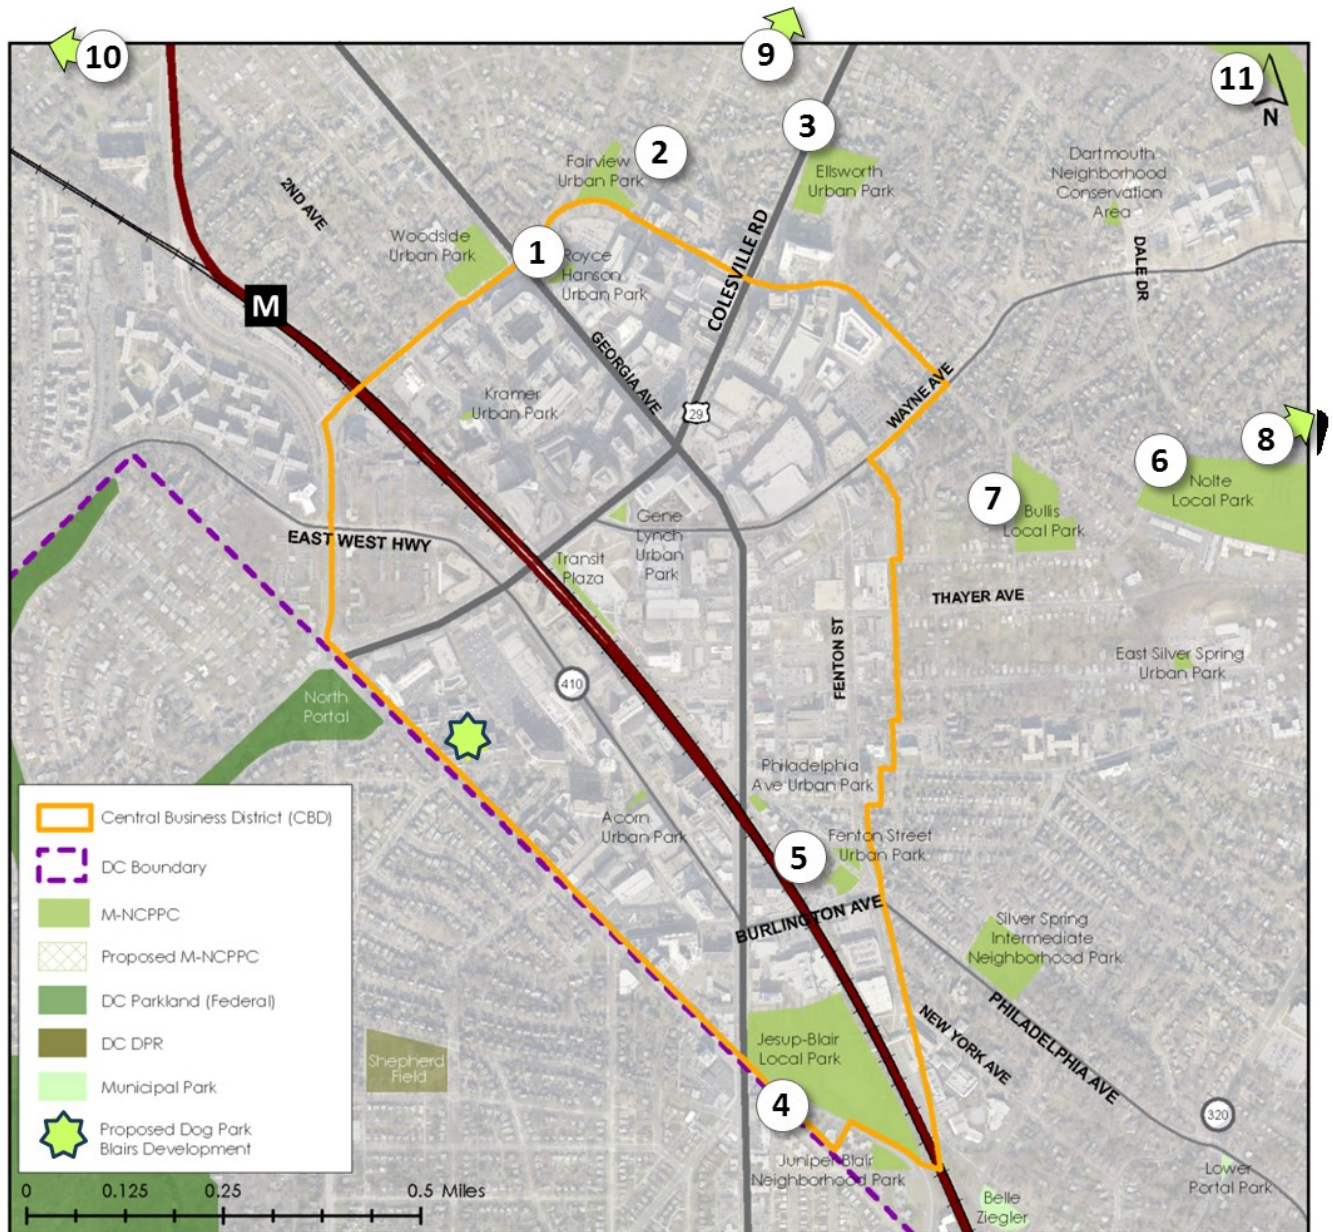 10
9
11
N
3
2
Fairview
Urban Park
Ellsworth
Urban Park
Dartmouth
Neighborhood
Conservation
Area
2ND AVE
Woodside
Urban Park
1
Royce
Hanson
Urban Park
COLESVILLE RD
DALE DR
M
GEORGIA AVE
Kramer
Urban Park
29
WAYNE AVE
8
6
7
Nolte
Local Park
Bullis
Local Park
Gene
Lynch
Urban
Park
EAST WEST HWY
Transit
Plaza
THAYER AVE
FENTON ST
East Silver Spring
Urban Park
410
North
Portal
Philadelphia
Ave Urban Park
Acorn
Urban Park
Fenton Street
Urban Park
5
BURLINGTON AVE
Silver Spring
Intermediate
Neighborhood Park
PHILADELPHIA AVE
NEW YORK AVE
Jesup-Blair
Local Park
Shepherd
Field
4
320
Juniper Blair
Neighborhood Park
Lower
Portal Park
Belle
Ziegler
Central Business District (CBD)
DC Boundary
M-NCPPC
Proposed M-NCPPC
DC Parkland (Federal)
DC DPR
Municipal Park
Proposed Dog Park
Blairs Development
0 0.125 0.25 0.5 Miles